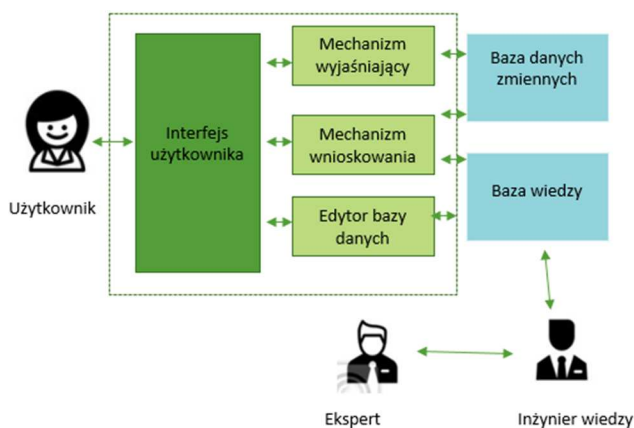 Mechanizm
wyjaśniający
Baza danych
zmiennych
Interfejs
użytkownika
Mechanizm
wnioskowania
Użytkownik
Baza wiedzy
Edytor bazy
danych
Ekspert
Inżynier wiedzy